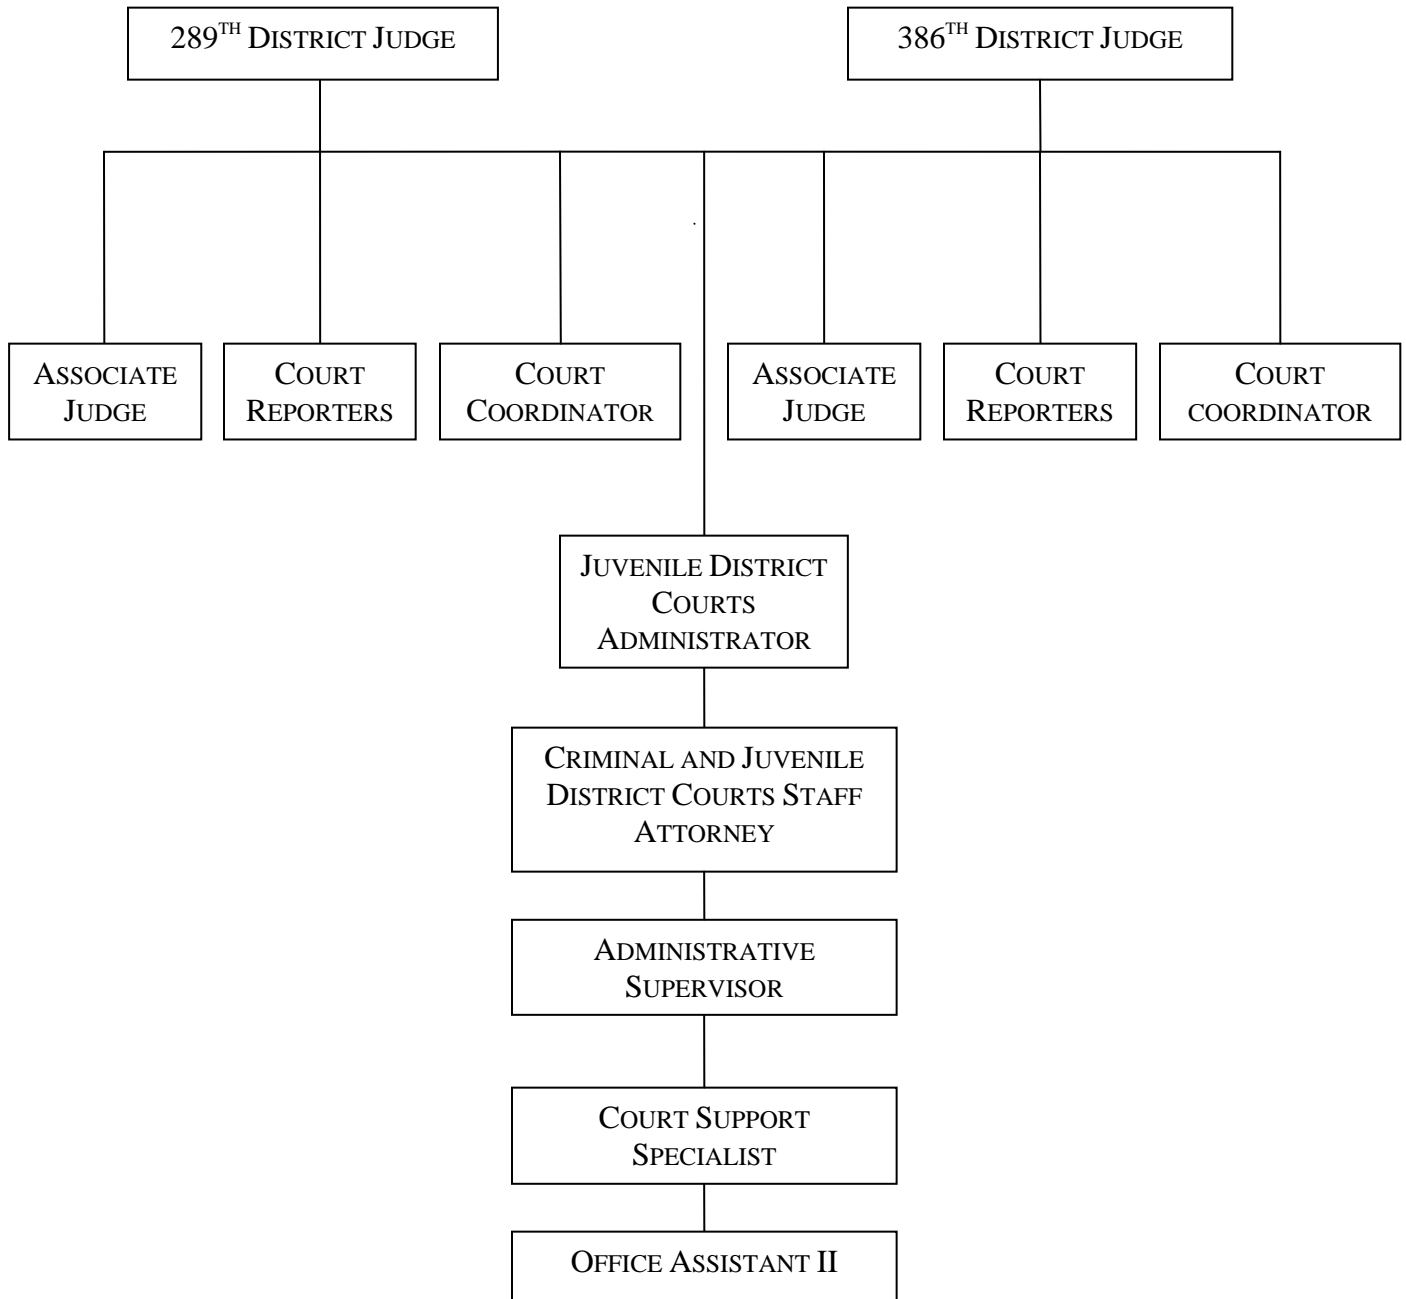 289TH DISTRICT JUDGE
386TH DISTRICT JUDGE
ASSOCIATE
JUDGE
COURT
REPORTERS
COURT
COORDINATOR
ASSOCIATE
JUDGE
COURT
REPORTERS
COURT
COORDINATOR
JUVENILE DISTRICT
COURTS
ADMINISTRATOR
CRIMINAL AND JUVENILE
DISTRICT COURTS STAFF
ATTORNEY
ADMINISTRATIVE
SUPERVISOR
COURT SUPPORT
SPECIALIST
OFFICE ASSISTANT II